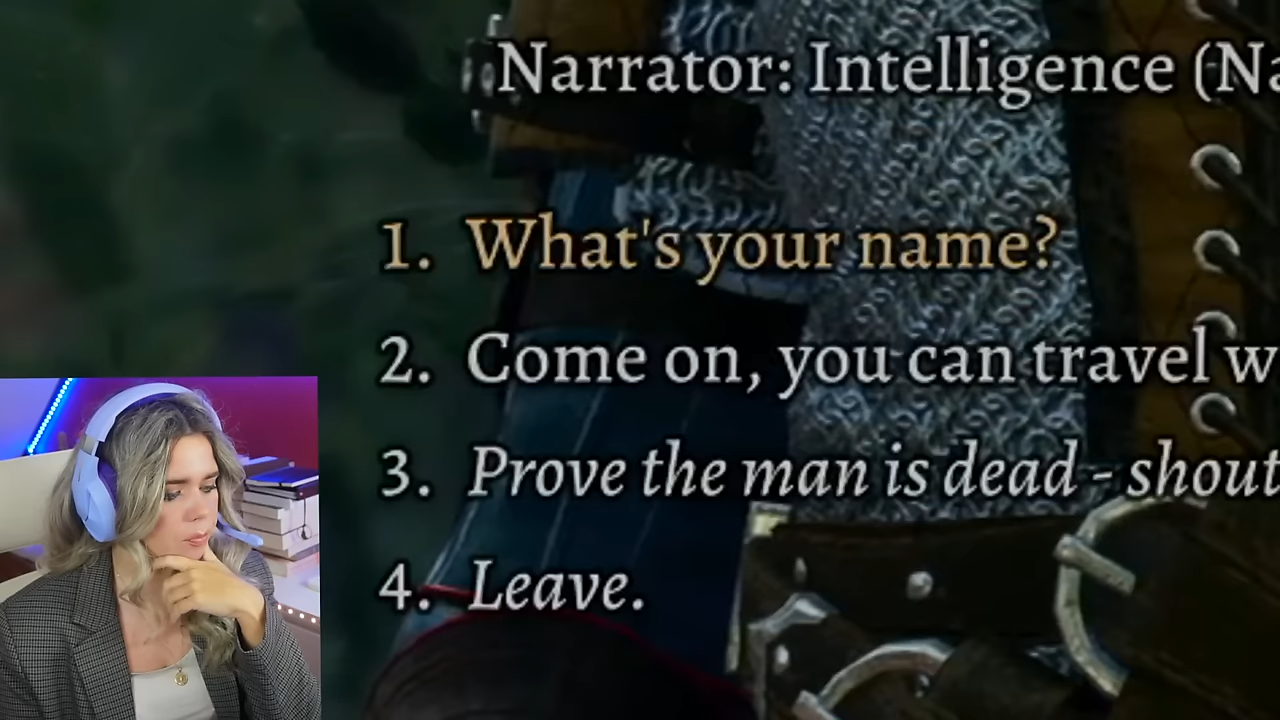 Narrator: Intelligence (Na
1. What's your name?
2. Come on, you can travel w
3. Prove the man is dead - shout
4. Leave.